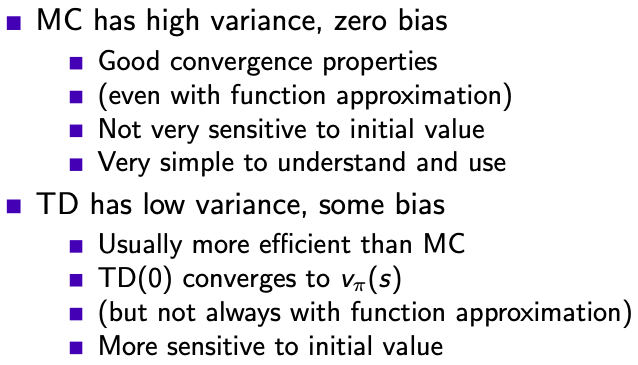 MC has high variance, zero bias
Good convergence properties
(even with function approximation)
Not very sensitive to initial value
Very simple to understand and use
TD has low variance, some bias
Usually more efficient than MC
TD(0) converges to vπ(s)
(but not always with function approximation)
More sensitive to initial value